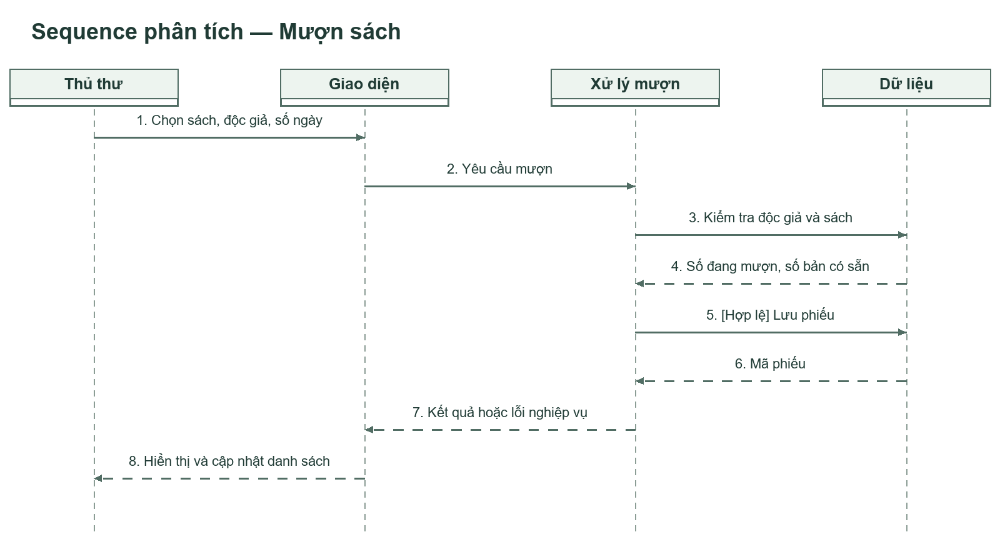 Sequence phân tích — Mượn sách
Thủ thư
Giao diện
Xử lý mượn
Dữ liệu
1. Chọn sách, độc giả, số ngày
2. Yêu cầu mượn
3. Kiểm tra độc giả và sách
4. Số đang mượn, số bản có sẵn
5. [Hợp lệ] Lưu phiếu
6. Mã phiếu
7. Kết quả hoặc lỗi nghiệp vụ
8. Hiển thị và cập nhật danh sách